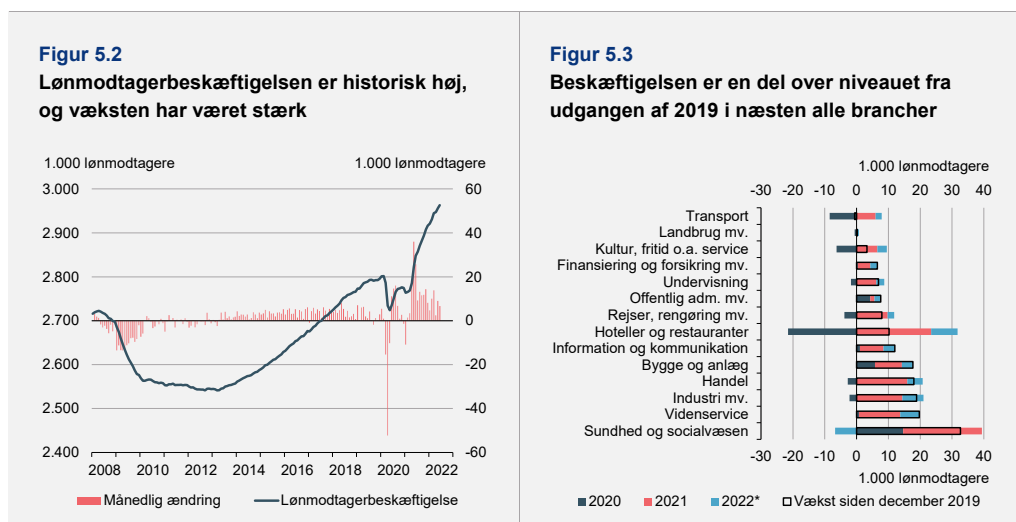 Figur 5.2
Lønmodtagerbeskæftigelsen er historisk høj,
og væksten har været stærk
1.000 lønmodtagere 1.000 lønmodtagere
3.000 60
2.900 40
2.800 20
2.700 0
2.600 -20
2.500 -40
2.400 -60
2008 2010 2012 2014 2016 2018 2020 2022
Månedlig ændring Lønmodtagerbeskæftigelse
Figur 5.3
Beskæftigelsen er en del over niveauet fra
udgangen af 2019 i næsten alle brancher
1.000 lønmodtagere
-30 -20 -10 0 10 20 30 40
Transport
Landbrug mv.
Kultur, fritid o.a. service
Finansiering og forsikring mv.
Undervisning
Offentlig adm. mv.
Rejser, rengøring mv.
Hoteller og restauranter
Information og kommunikation
Bygge og anlæg
Handel
Industri mv.
Videnservice
Sundhed og socialvæsen
-30 -20 -10 0 10 20 30 40
1.000 lønmodtagere
2020 2021 2022* Vækst siden december 2019